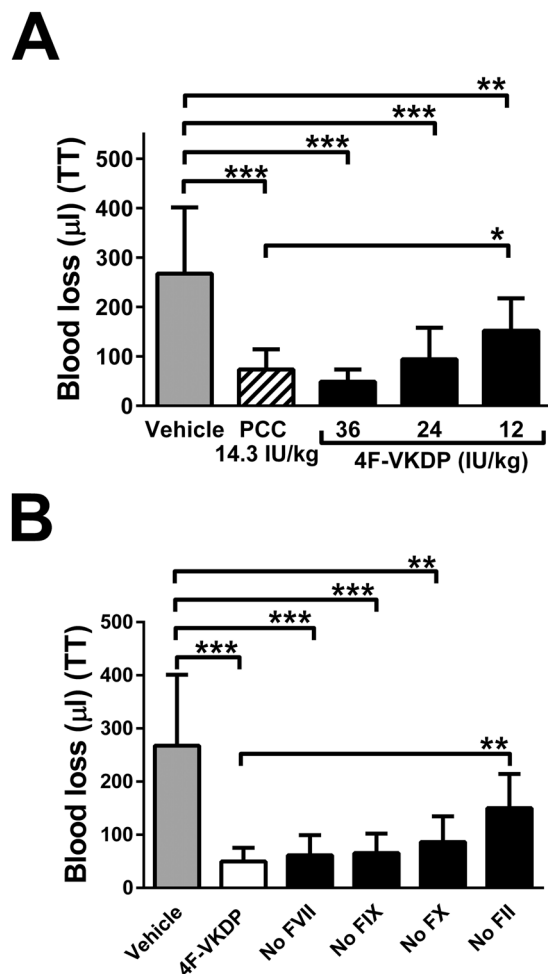 A
**
***
***
***
*
Blood loss (µl) (TT)
500
400
300
200
100
0
Vehicle
PCC
14.3 IU/kg
36
24
12
4F-VKDP (IU/kg)
B
**
***
***
***
**
Blood loss (µl) (TT)
500
400
300
200
100
0
Vehicle
4F-VKDP
No FVII
No FIX
No FX
No FII